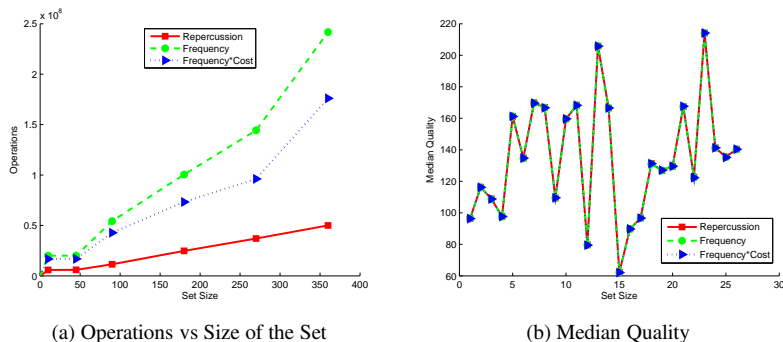 x 10^8
2.5
2
1.5
1
0.5
0
Operations
0 50 100 150 200 250 300 350 400
Set Size
Repercussion
Frequency
Frequency*Cost
(a) Operations vs Size of the Set
220
200
180
160
140
120
100
80
60
Median Quality
0 5 10 15 20 25 30
Set Size
Repercussion
Frequency
Frequency*Cost
(b) Median Quality